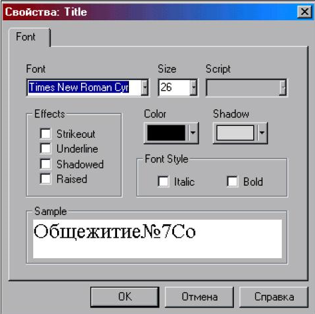 Свойства: Title
Font
Font Size Script
Times New Roman Cyr 26
Effects Color Shadow
Strikeout
Underline
Shadowed
Raised
Font Style
Italic Bold
Sample
Общежитие№7Со
OK Отмена Справка